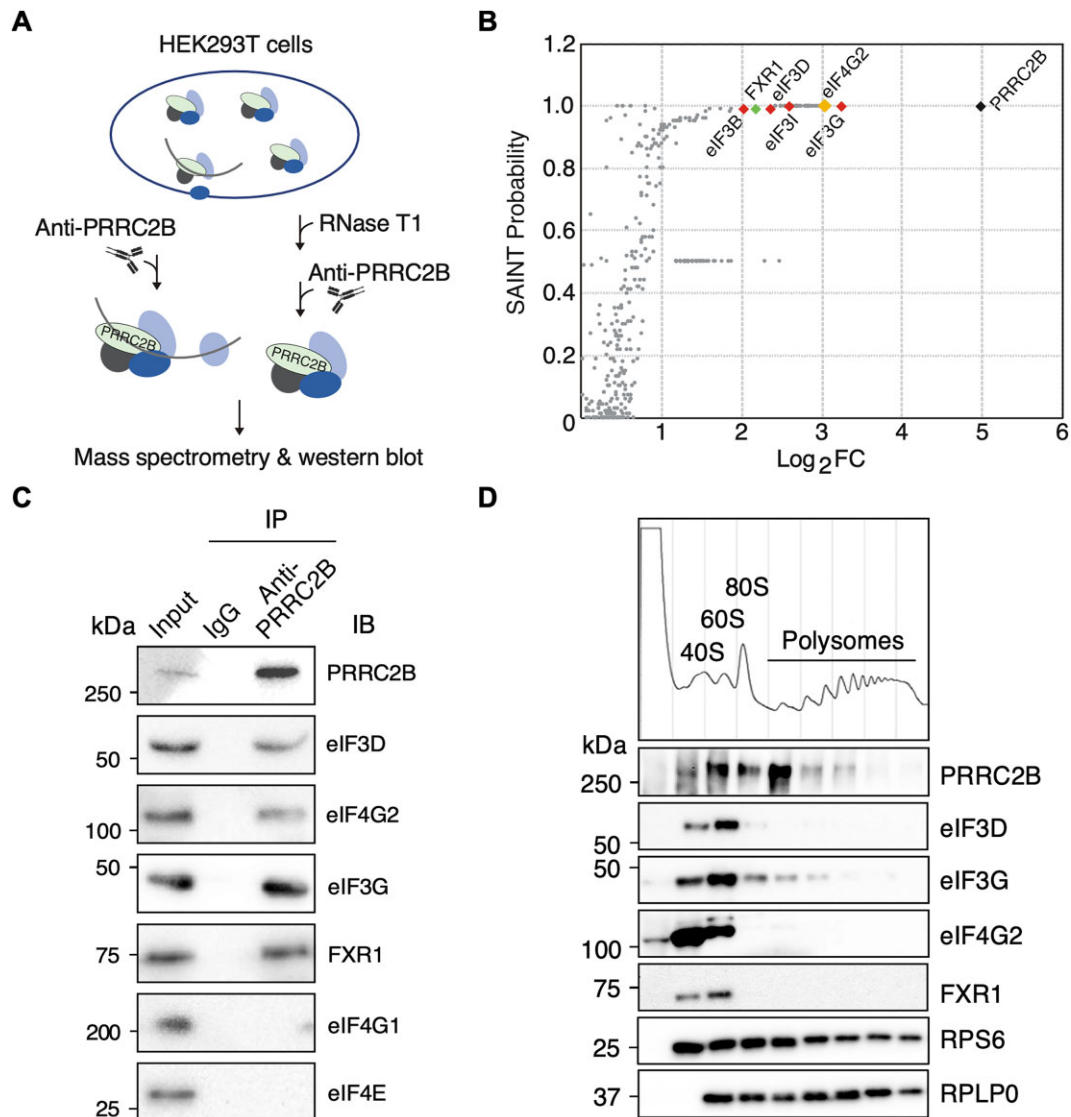 A
HEK293T cells
Anti-PRRC2B
RNase T1
Anti-PRRC2B
PRRC2B
PRRC2B
Mass spectrometry & western blot
B
SAINT Probability
1.2
1.0
0.8
0.6
0.4
0.2
0
1 2 3 4 5 6
Log2FC
FXR1
eIF3D
eIF4G2
PRRC2B
eIF3B
eIF3I
eIF3G
C
IP
kDa
Input
IgG
Anti-
PRRC2B
IB
250
PRRC2B
50
eIF3D
100
eIF4G2
50
eIF3G
75
FXR1
200
eIF4G1
25
eIF4E
D
80S
60S
40S
Polysomes
kDa
250
PRRC2B
50
eIF3D
50
eIF3G
100
eIF4G2
75
FXR1
25
RPS6
37
RPLP0